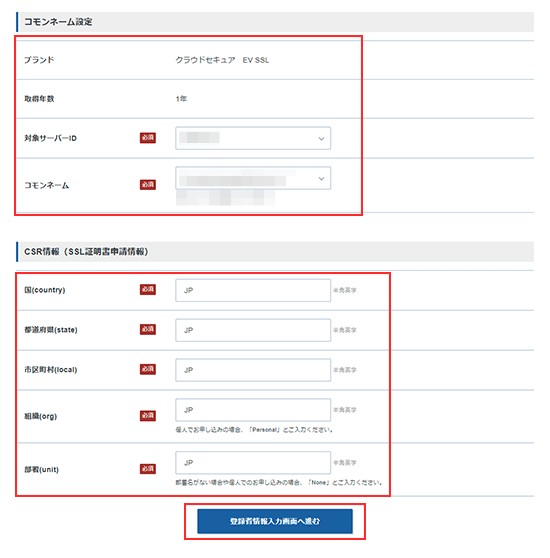 コモンネーム設定
ブランド クラウドセキュア EV SSL
取得年数 1年
対象サーバーID 必須
コモンネーム 必須
CSR情報（SSL証明書申請情報）
国(country) 必須 JP 半角英字
都道府県(state) 必須 JP 半角英字
市区町村(local) 必須 JP 半角英字
組織(org) 必須 JP 半角英字
個人でお申し込みの場合、「Personal」とご入力ください。
部署(unit) 必須 JP 半角英字
部署名がない場合や個人でのお申し込みの場合、「None」とご入力ください。
登録者情報入力画面へ進む